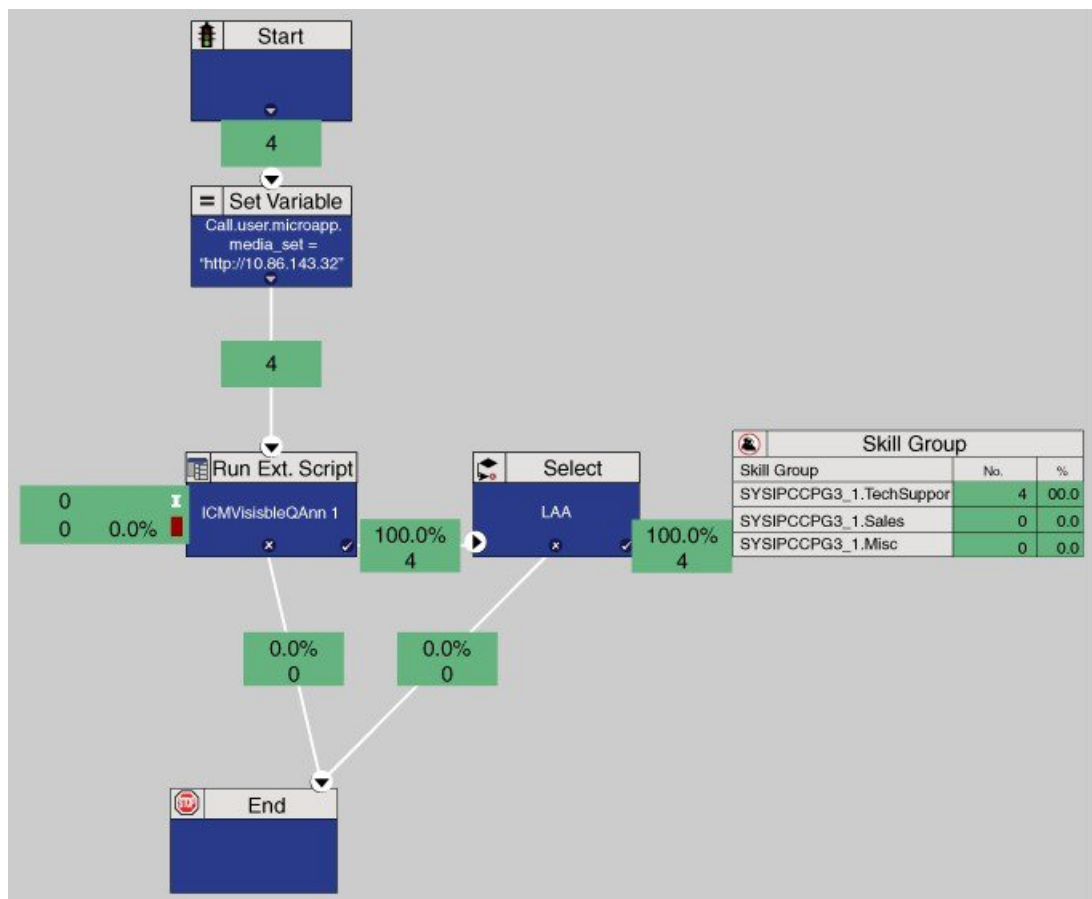 Start
4
= Set Variable
Call.user.microapp.
media_set =
"http://10.86.143.32"
4
Run Ext. Script
ICMVisisbleQAnn 1
0
0 0.0%
100.0%
4
Select
LAA
100.0%
4
Skill Group
Skill Group No. %
SYSIPCCPG3_1.TechSuppor 4 00.0
SYSIPCCPG3_1.Sales 0 0.0
SYSIPCCPG3_1.Misc 0 0.0
0.0%
0
0.0%
0
STOP
End